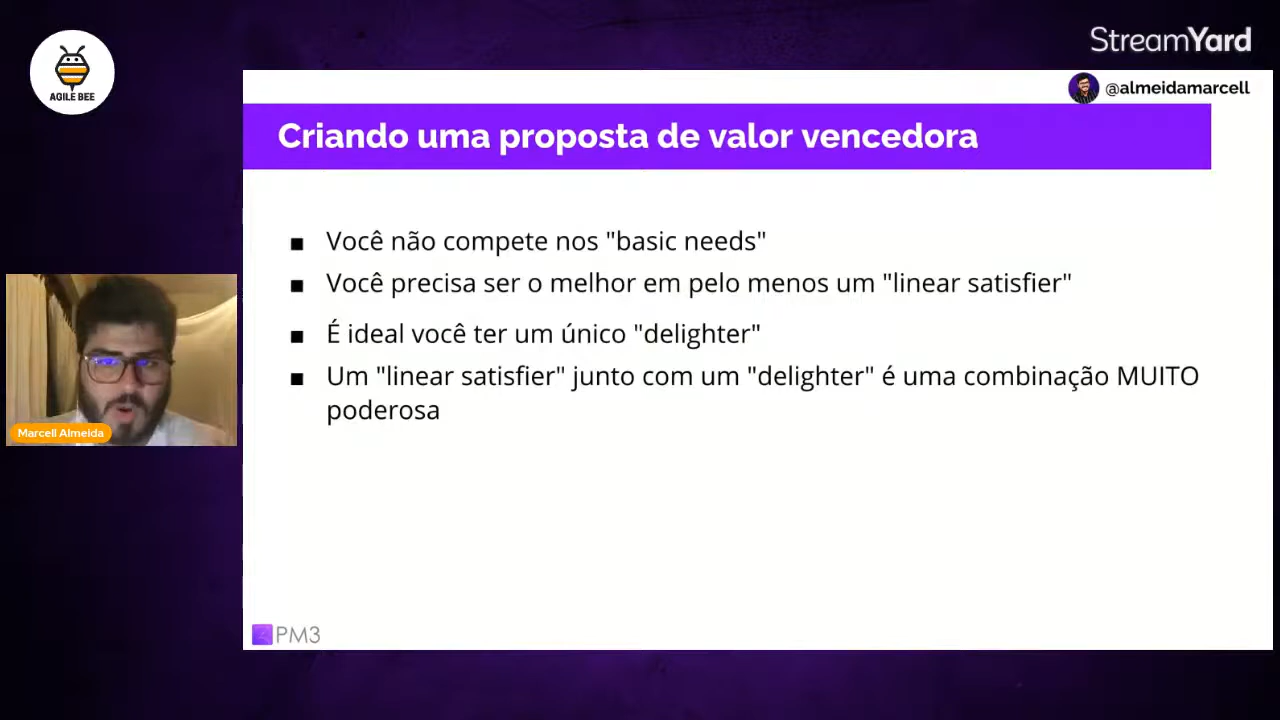 AGILE BEE
StreamYard
@almeidamarcell
Criando uma proposta de valor vencedora
Você não compete nos "basic needs"
Você precisa ser o melhor em pelo menos um "linear satisfier"
É ideal você ter um único "delighter"
Um "linear satisfier" junto com um "delighter" é uma combinação MUITO
poderosa
Marcell Almeida
PM3